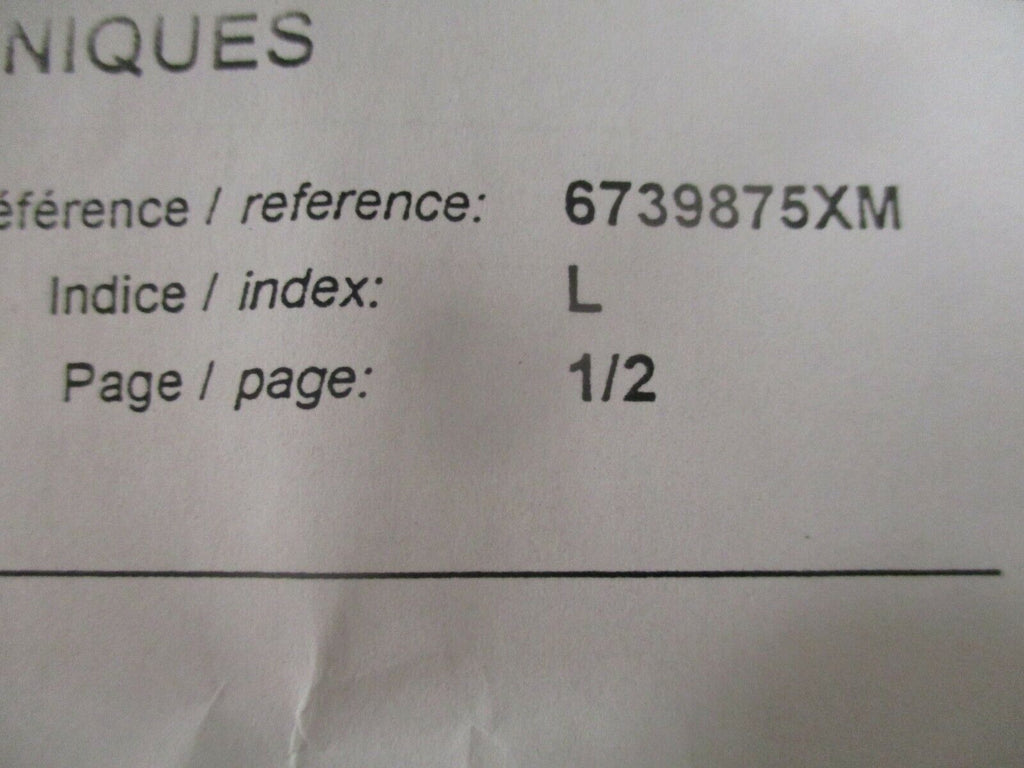 NIQUES
éférence / reference: 6739875XM
Indice / index: L
Page / page: 1/2